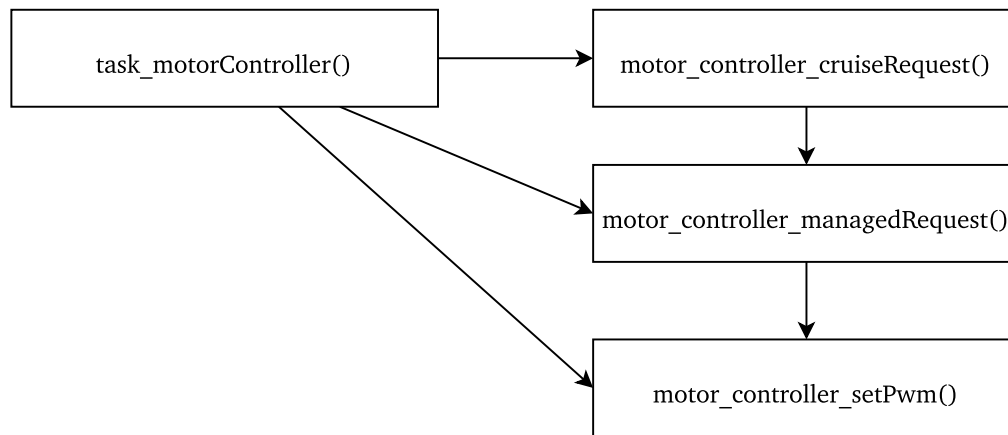 task_motorController()
motor_controller_cruiseRequest()
motor_controller_managedRequest()
motor_controller_setPwm()